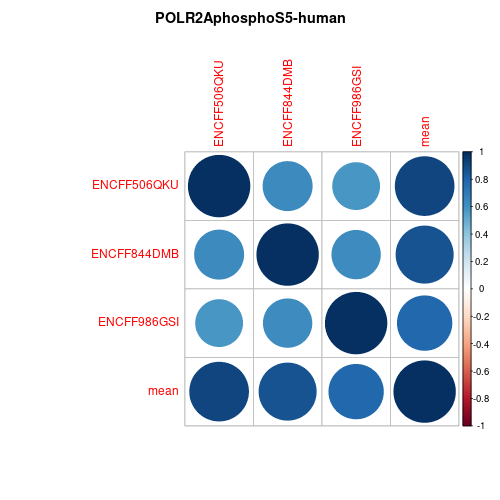 POLR2AphosphoS5-human
ENCFF506QKU
ENCFF844DMB
ENCFF986GSI
mean
ENCFF506QKU
ENCFF844DMB
ENCFF986GSI
mean
1
0.8
0.6
0.4
0.2
0
-0.2
-0.4
-0.6
-0.8
-1